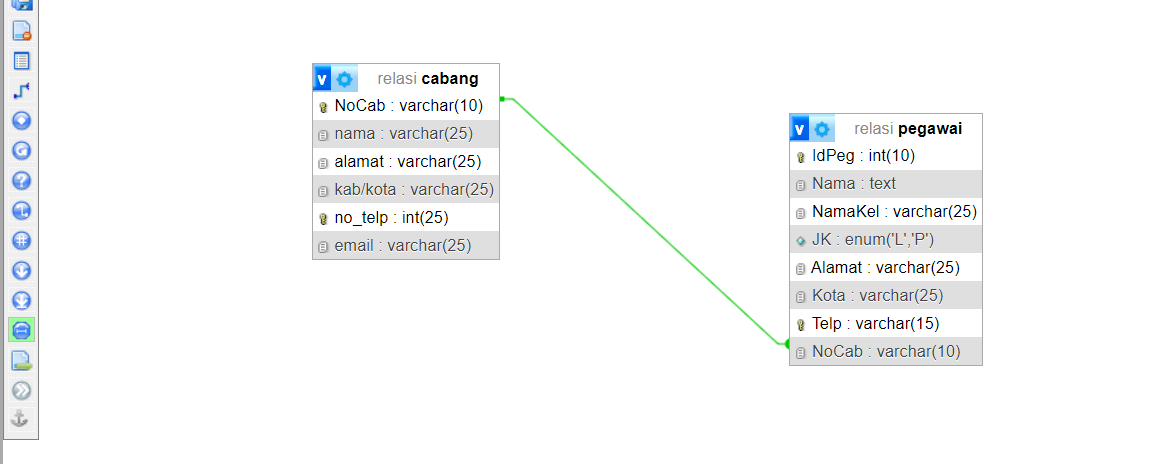 v relasi cabang
NoCab : varchar(10)
nama : varchar(25)
alamat : varchar(25)
kab/kota : varchar(25)
no_telp : int(25)
email : varchar(25)
v relasi pegawai
IdPeg : int(10)
Nama : text
NamaKel : varchar(25)
JK : enum('L','P')
Alamat : varchar(25)
Kota : varchar(25)
Telp : varchar(15)
NoCab : varchar(10)